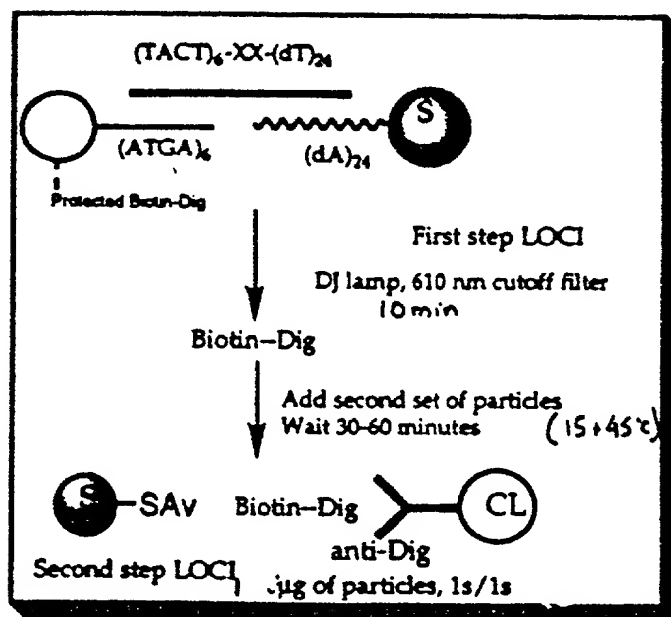 (TACT)₆-XX-(dT)₂₄
S
(ATGA)₆
(dA)₂₄
Protected Biotin-Dig
First step LOCI
DJ lamp, 610 nm cutoff filter
10 min
Biotin–Dig
Add second set of particles
Wait 30-60 minutes
(15+45°c)
S–SAv
Biotin–Dig
CL
anti-Dig
Second step LOCI,
µg of particles, 1s/1s